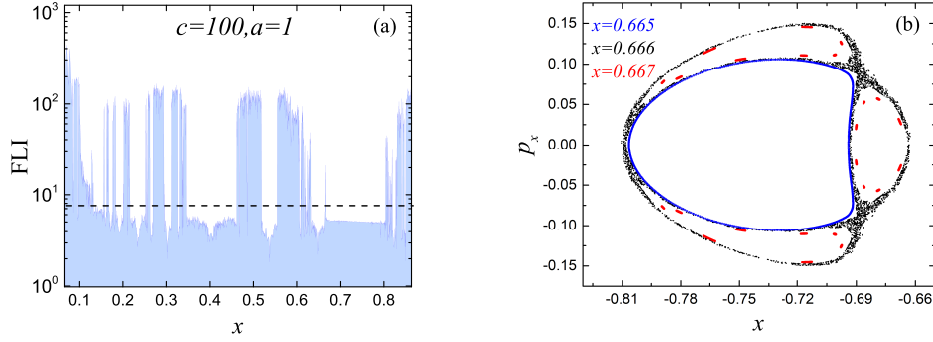 c=100,a=1
(a)
FLI
10³
10²
10¹
10⁰
0.1 0.2 0.3 0.4 0.5 0.6 0.7 0.8
x
(b)
x=0.665
x=0.666
x=0.667
pₓ
0.15
0.10
0.05
0.00
-0.05
-0.10
-0.15
-0.81 -0.78 -0.75 -0.72 -0.69 -0.66
x